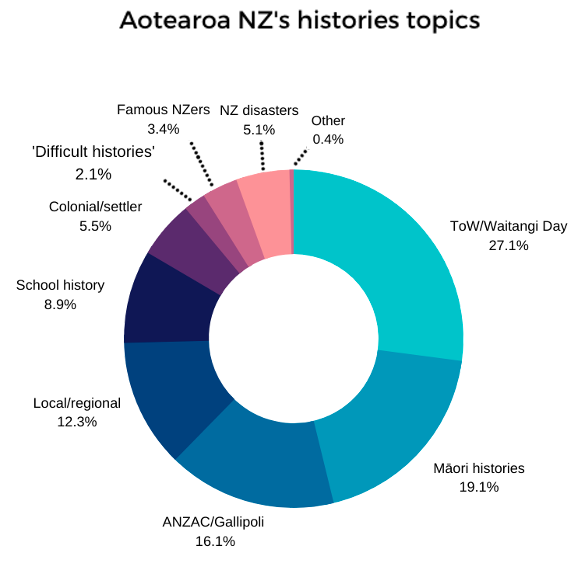 Aotearoa NZ's histories topics
Famous NZers
3.4%
NZ disasters
5.1%
Other
0.4%
'Difficult histories'
2.1%
Colonial/settler
5.5%
ToW/Waitangi Day
27.1%
School history
8.9%
Local/regional
12.3%
Māori histories
19.1%
ANZAC/Gallipoli
16.1%